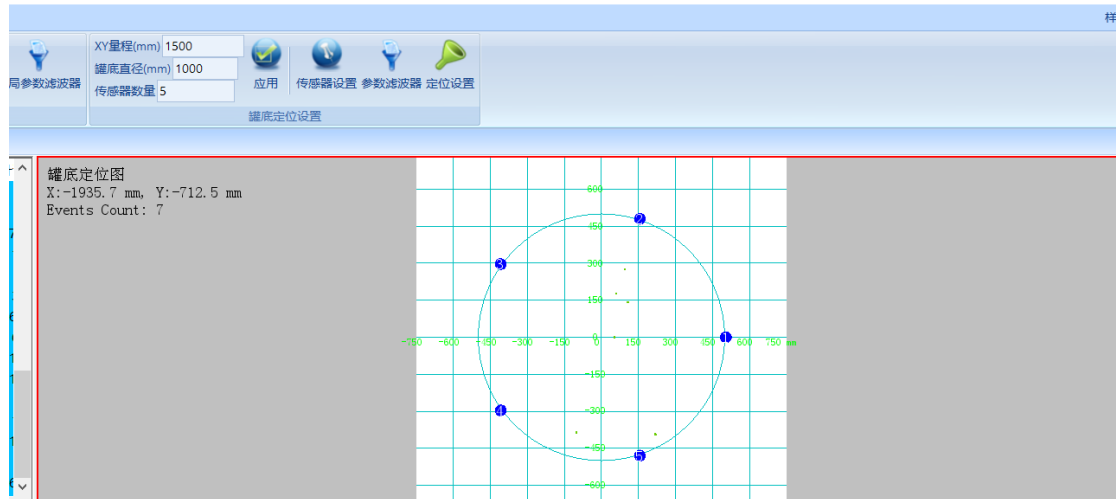 样
局参数滤波器
XY量程(mm) 1500
罐底直径(mm) 1000
传感器数量 5
应用
传感器设置 参数滤波器 定位设置
罐底定位设置
罐底定位图
X:-1935.7 mm, Y:-712.5 mm
Events Count: 7
600
2
450
3
300
150
1
-750 -600 -450 -300 -150 0 150 300 450 600 750 mm
-150
4
-300
-450
5
-600